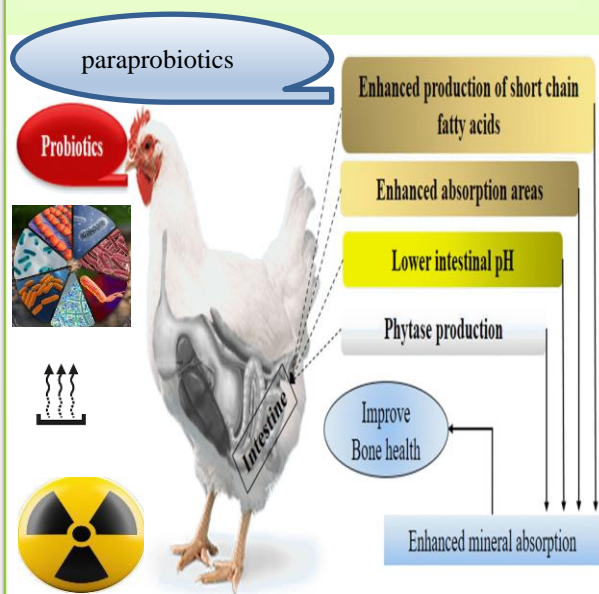 paraprobiotics
Probiotics
Enhanced production of short chain
fatty acids
Enhanced absorption areas
Lower intestinal pH
Phytase production
Intestine
Improve
Bone health
Enhanced mineral absorption